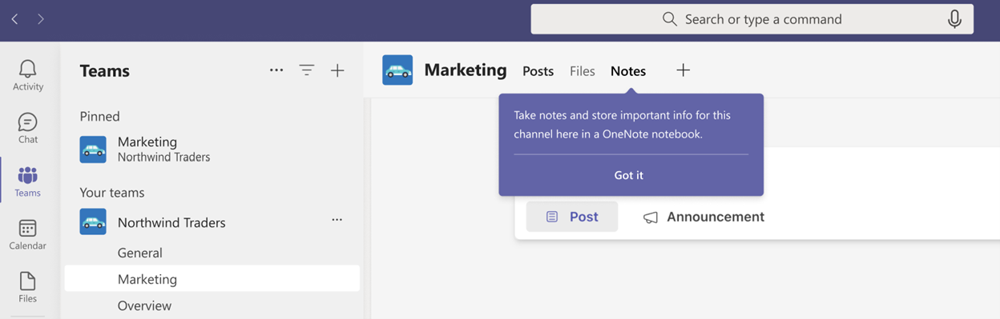 Search or type a command
Activity
Chat
Teams
Calendar
Files
Teams
Pinned
Marketing
Northwind Traders
Your teams
Northwind Traders
General
Marketing
Overview
Marketing Posts Files Notes
Take notes and store important info for this
channel here in a OneNote notebook.
Got it
Post Announcement